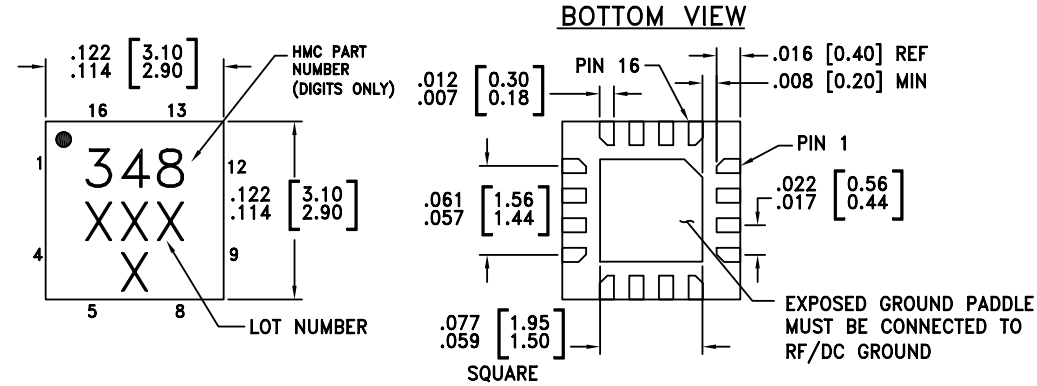 BOTTOM VIEW
.122 [3.10]
.114 [2.90]
HMC PART
NUMBER
(DIGITS ONLY)
16 13
1
348
12
XXX
X
4
9
5 8
.122 [3.10]
.114 [2.90]
LOT NUMBER
.012 [0.30]
.007 [0.18]
PIN 16
.016 [0.40] REF
.008 [0.20] MIN
PIN 1
.061 [1.56]
.057 [1.44]
.022 [0.56]
.017 [0.44]
.077 [1.95]
.059 [1.50]
SQUARE
EXPOSED GROUND PADDLE
MUST BE CONNECTED TO
RF/DC GROUND